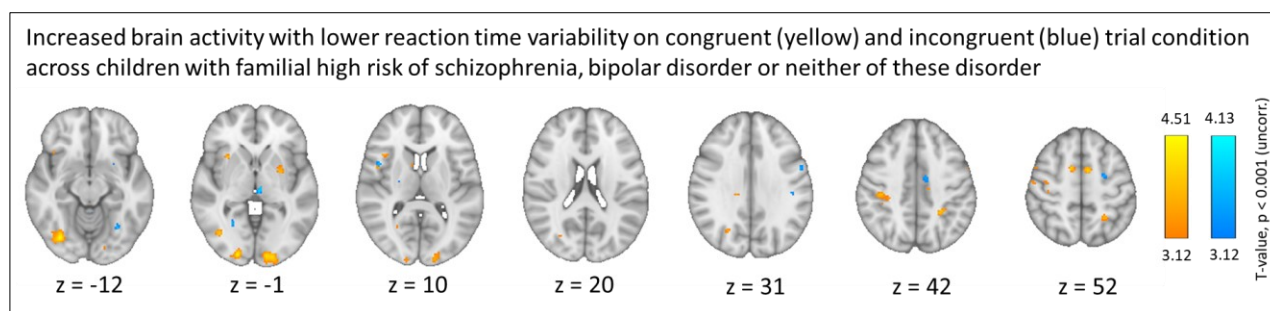 Increased brain activity with lower reaction time variability on congruent (yellow) and incongruent (blue) trial condition
across children with familial high risk of schizophrenia, bipolar disorder or neither of these disorder
4.51 4.13
3.12 3.12
T-value, p < 0.001 (uncorr.)
z = -12 z = -1 z = 10 z = 20 z = 31 z = 42 z = 52